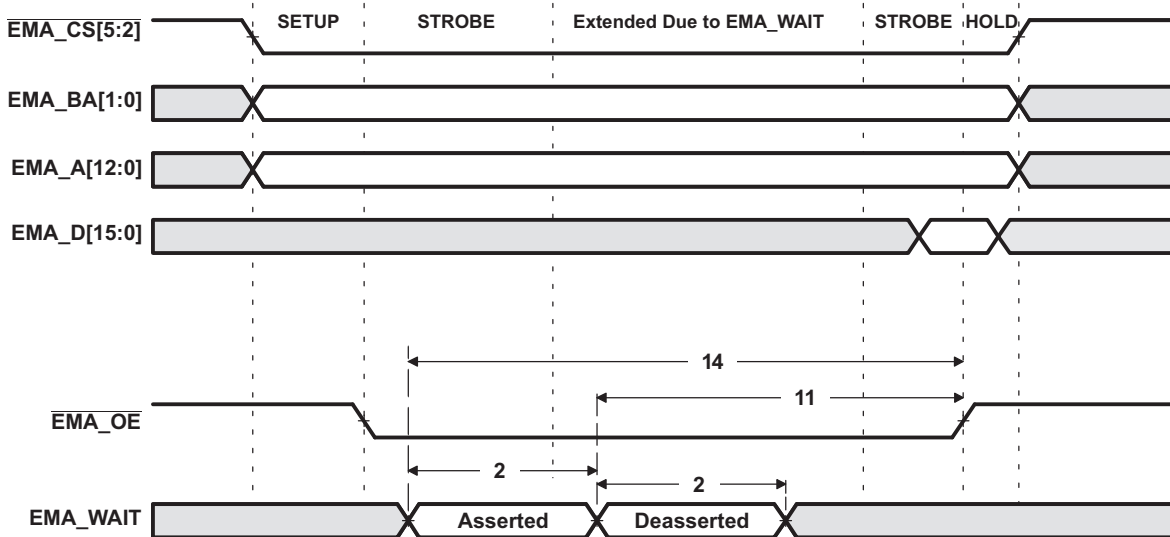 EMA_CS[5:2] SETUP STROBE Extended Due to EMA_WAIT STROBE HOLD
EMA_BA[1:0]
EMA_A[12:0]
EMA_D[15:0]
14
11
EMA_OE
2
2
EMA_WAIT Asserted Deasserted